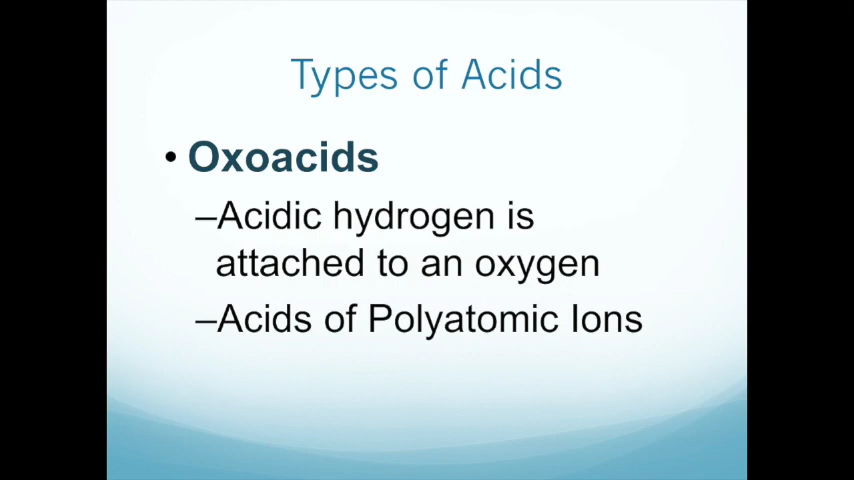 Types of Acids
• Oxoacids
–Acidic hydrogen is
attached to an oxygen
–Acids of Polyatomic Ions